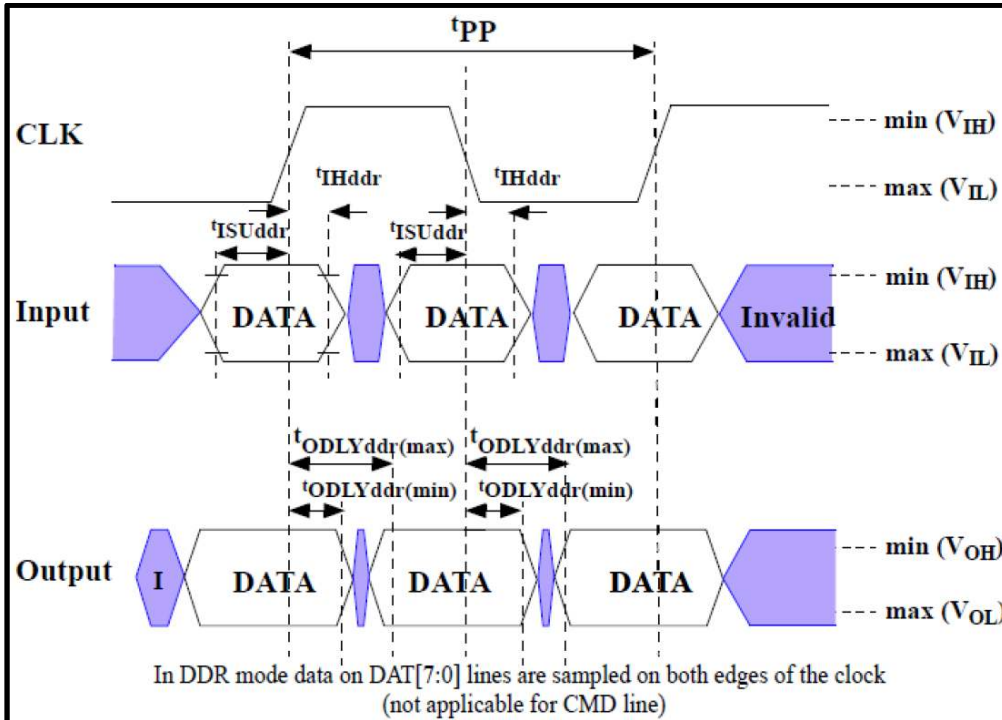 tPP
CLK
min (VIH)
tIHddr
tIHddr
max (VIL)
tISUddr
tISUddr
min (VIH)
Input
DATA
DATA
DATA
Invalid
max (VIL)
tODLYddr(max)
tODLYddr(max)
tODLYddr(min)
tODLYddr(min)
min (VOH)
Output
I
DATA
DATA
DATA
max (VOL)
In DDR mode data on DAT[7:0] lines are sampled on both edges of the clock
(not applicable for CMD line)